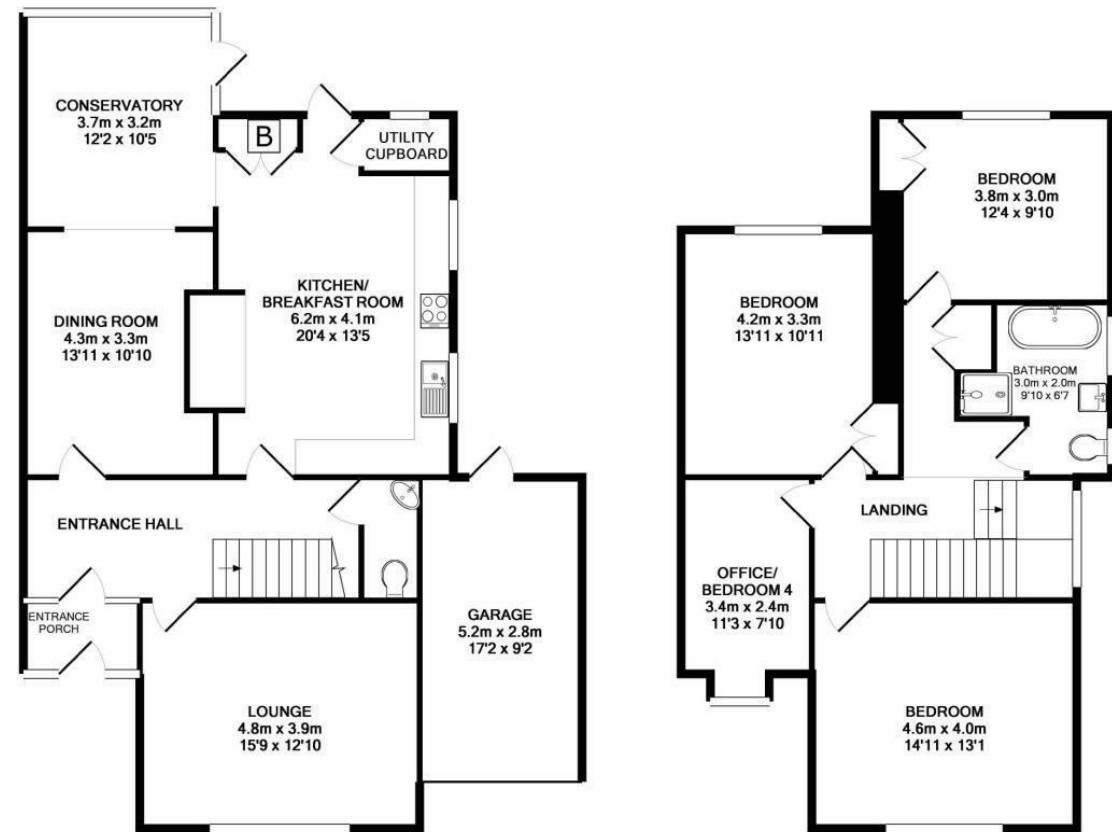 CONSERVATORY
3.7m x 3.2m
12'2 x 10'5
B
UTILITY
CUPBOARD
KITCHEN/
BREAKFAST ROOM
6.2m x 4.1m
20'4 x 13'5
DINING ROOM
4.3m x 3.3m
13'11 x 10'10
ENTRANCE HALL
ENTRANCE
PORCH
LOUNGE
4.8m x 3.9m
15'9 x 12'10
GARAGE
5.2m x 2.8m
17'2 x 9'2
BEDROOM
3.8m x 3.0m
12'4 x 9'10
BEDROOM
4.2m x 3.3m
13'11 x 10'11
BATHROOM
3.0m x 2.0m
9'10 x 6'7
LANDING
OFFICE/
BEDROOM 4
3.4m x 2.4m
11'3 x 7'10
BEDROOM
4.6m x 4.0m
14'11 x 13'1